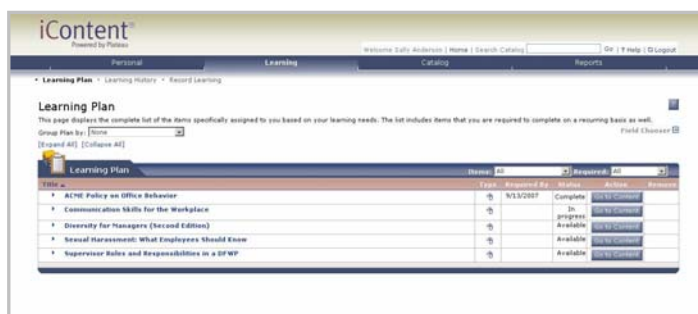 iContent
Powered by Plateau
Welcome Sally Anderson | Home | Search Catalog Go | ? Help | Logout
Personal Learning Catalog Reports
• Learning Plan • Learning History • Record Learning
Learning Plan
This page displays the complete list of the items specifically assigned to you based on your learning needs. The list includes items that you are required to complete on a recurring basis as well.
Group Plan by: None Field Chooser
[Expand All] [Collapse All]
Learning Plan Items: All Required: All
Title Type Required By Status Action Remove
ACME Policy on Office Behavior 9/13/2007 Complete Go to Content
Communication Skills for the Workplace In progress Go to Content
Diversity for Managers (Second Edition) Available Go to Content
Sexual Harassment: What Employees Should Know Available Go to Content
Supervisor Roles and Responsibilities in a DFWP Available Go to Content